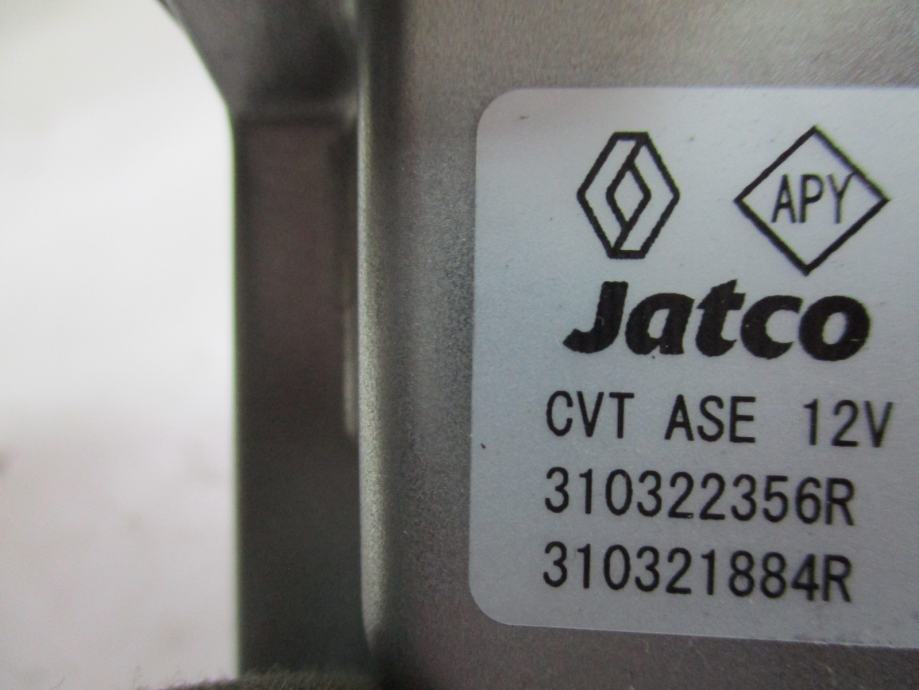 APY
Jatco
CVT ASE 12V
310322356R
310321884R